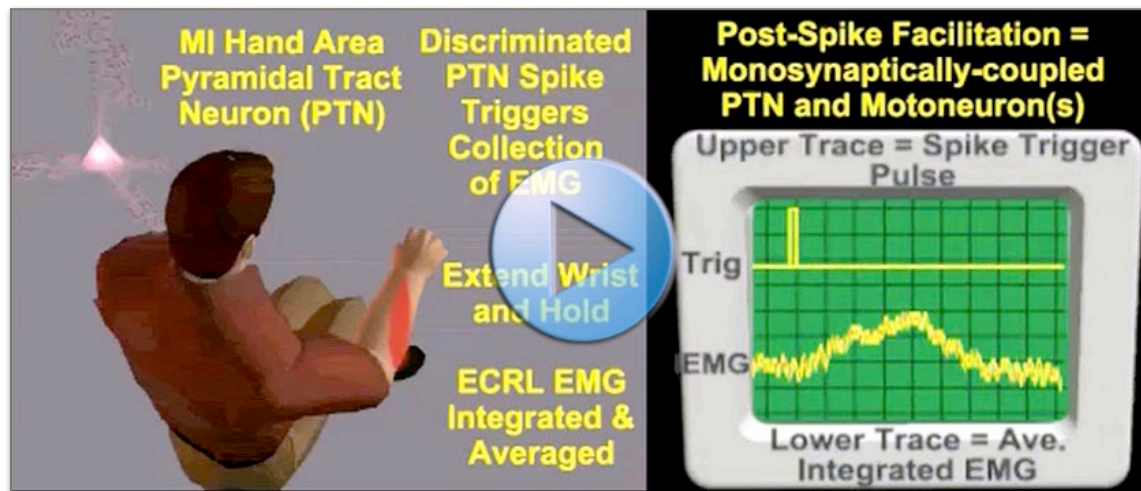 MI Hand Area
Pyramidal Tract
Neuron (PTN)
Discriminated
PTN Spike
Triggers
Collection
of EMG
Extend Wrist
and Hold
ECRL EMG
Integrated &
Averaged
Post-Spike Facilitation =
Monosynaptically-coupled
PTN and Motoneuron(s)
Upper Trace = Spike Trigger
Pulse
Trig
IEMG
Lower Trace = Ave.
Integrated EMG